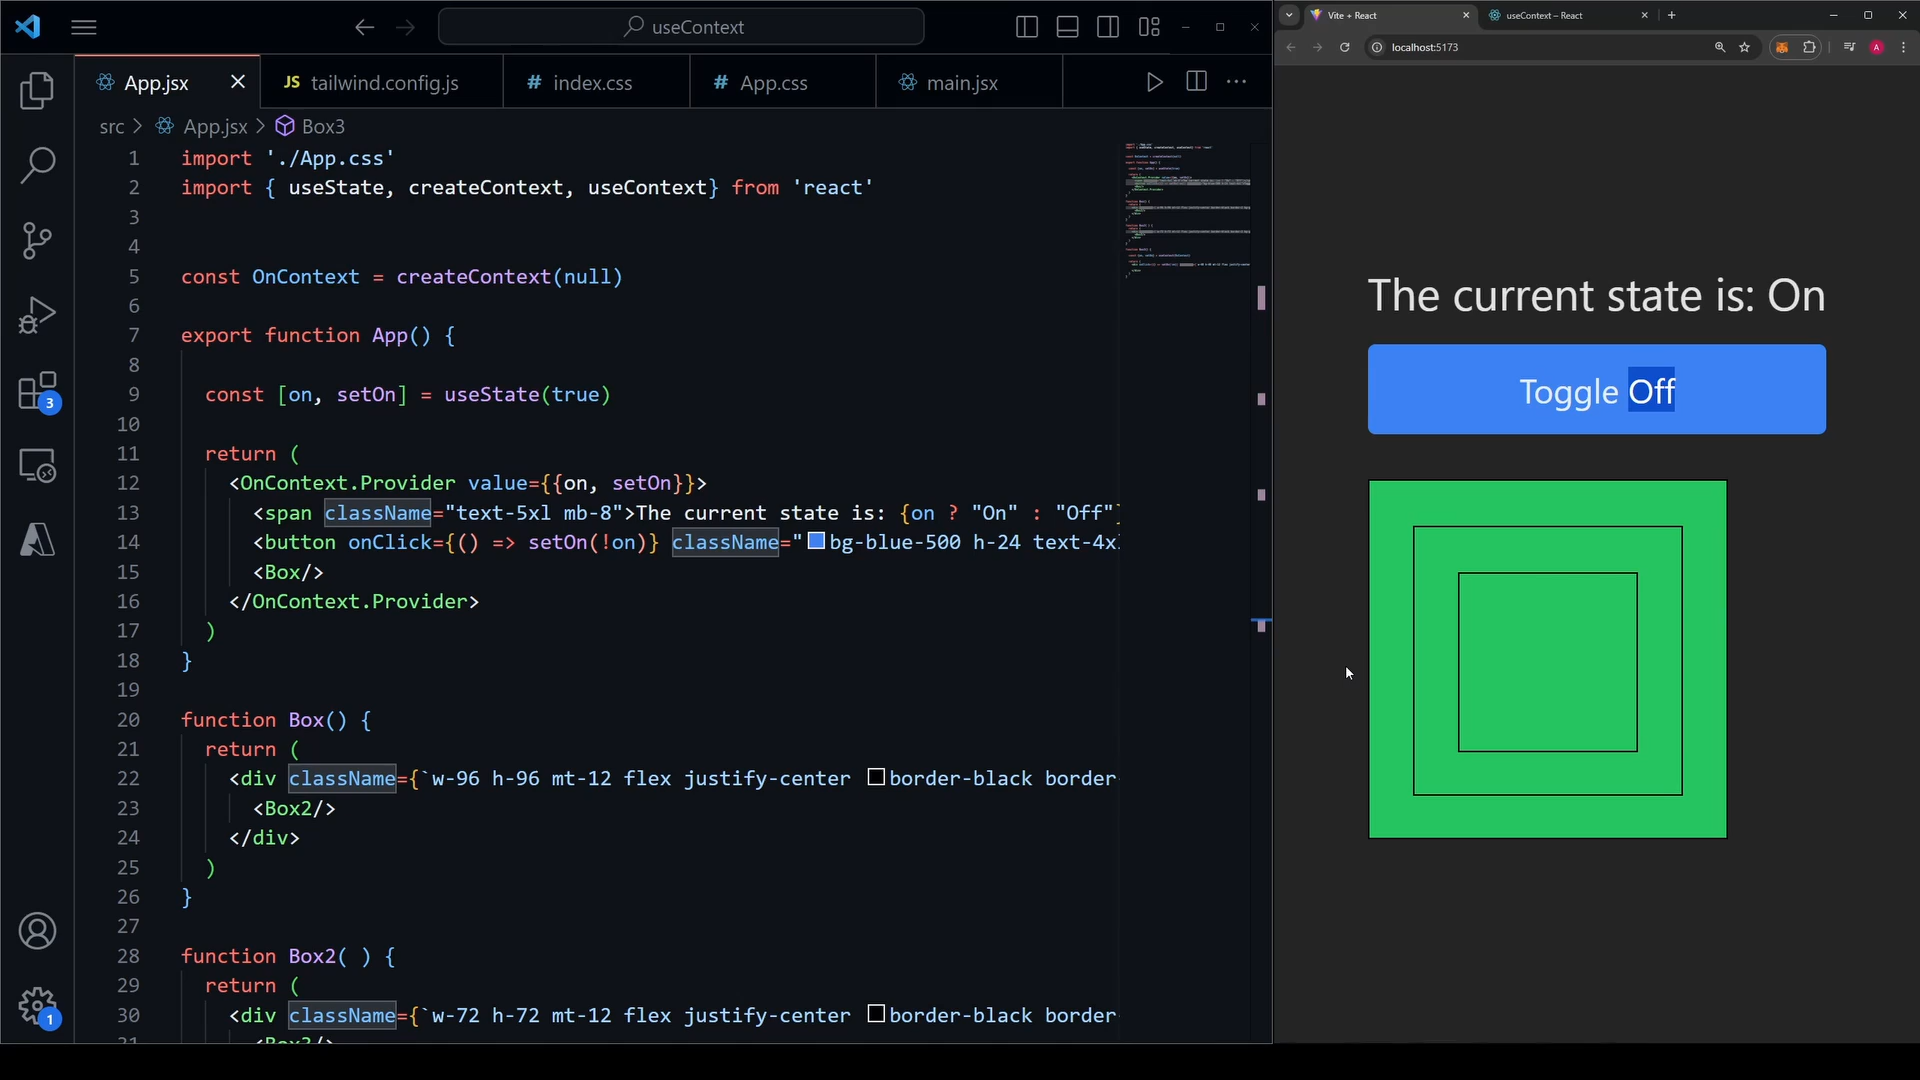 useContext
App.jsx
JS tailwind.config.js
# index.css
# App.css
main.jsx
src > App.jsx > Box3
1 import './App.css'
2 import { useState, createContext, useContext} from 'react'
3
4
5 const OnContext = createContext(null)
6
7 export function App() {
8
9 const [on, setOn] = useState(true)
10
11 return (
12 <OnContext.Provider value={{on, setOn}}>
13 <span className="text-5xl mb-8">The current state is: {on ? "On" : "Off"}
14 <button onClick={() => setOn(!on)} className="bg-blue-500 h-24 text-4xl
15 <Box/>
16 </OnContext.Provider>
17 )
18 }
19
20 function Box() {
21 return (
22 <div className={`w-96 h-96 mt-12 flex justify-center border-black border-
23 <Box2/>
24 </div>
25 )
26 }
27
28 function Box2( ) {
29 return (
30 <div className={`w-72 h-72 mt-12 flex justify-center border-black border-
31 <Box3/>
3
1
Vite + React
useContext – React
localhost:5173
A
The current state is: On
Toggle Off